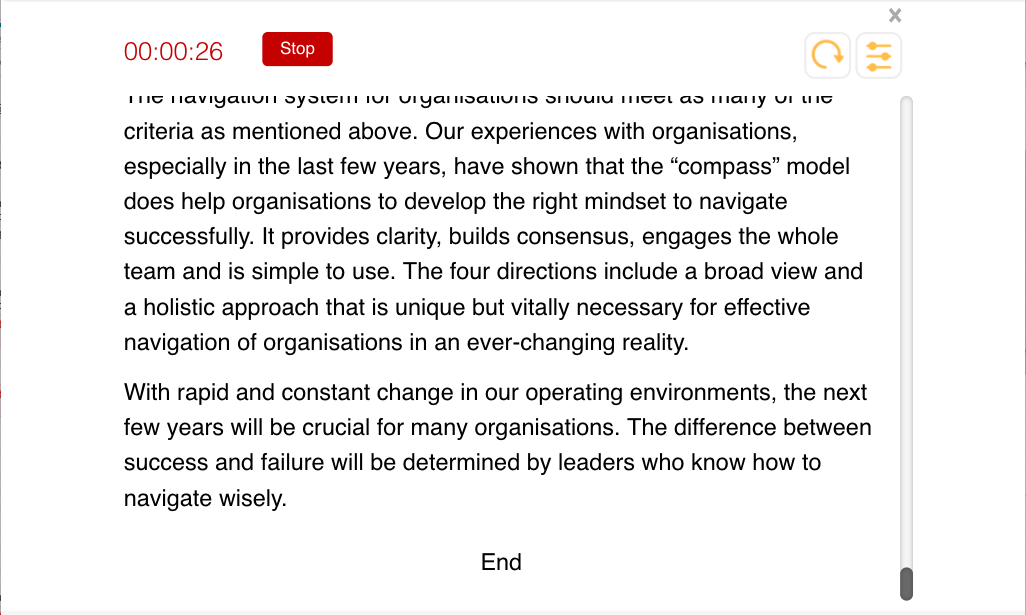 00:00:26
Stop
The navigation system for organisations should meet as many of the
criteria as mentioned above. Our experiences with organisations,
especially in the last few years, have shown that the “compass” model
does help organisations to develop the right mindset to navigate
successfully. It provides clarity, builds consensus, engages the whole
team and is simple to use. The four directions include a broad view and
a holistic approach that is unique but vitally necessary for effective
navigation of organisations in an ever-changing reality.
With rapid and constant change in our operating environments, the next
few years will be crucial for many organisations. The difference between
success and failure will be determined by leaders who know how to
navigate wisely.
End